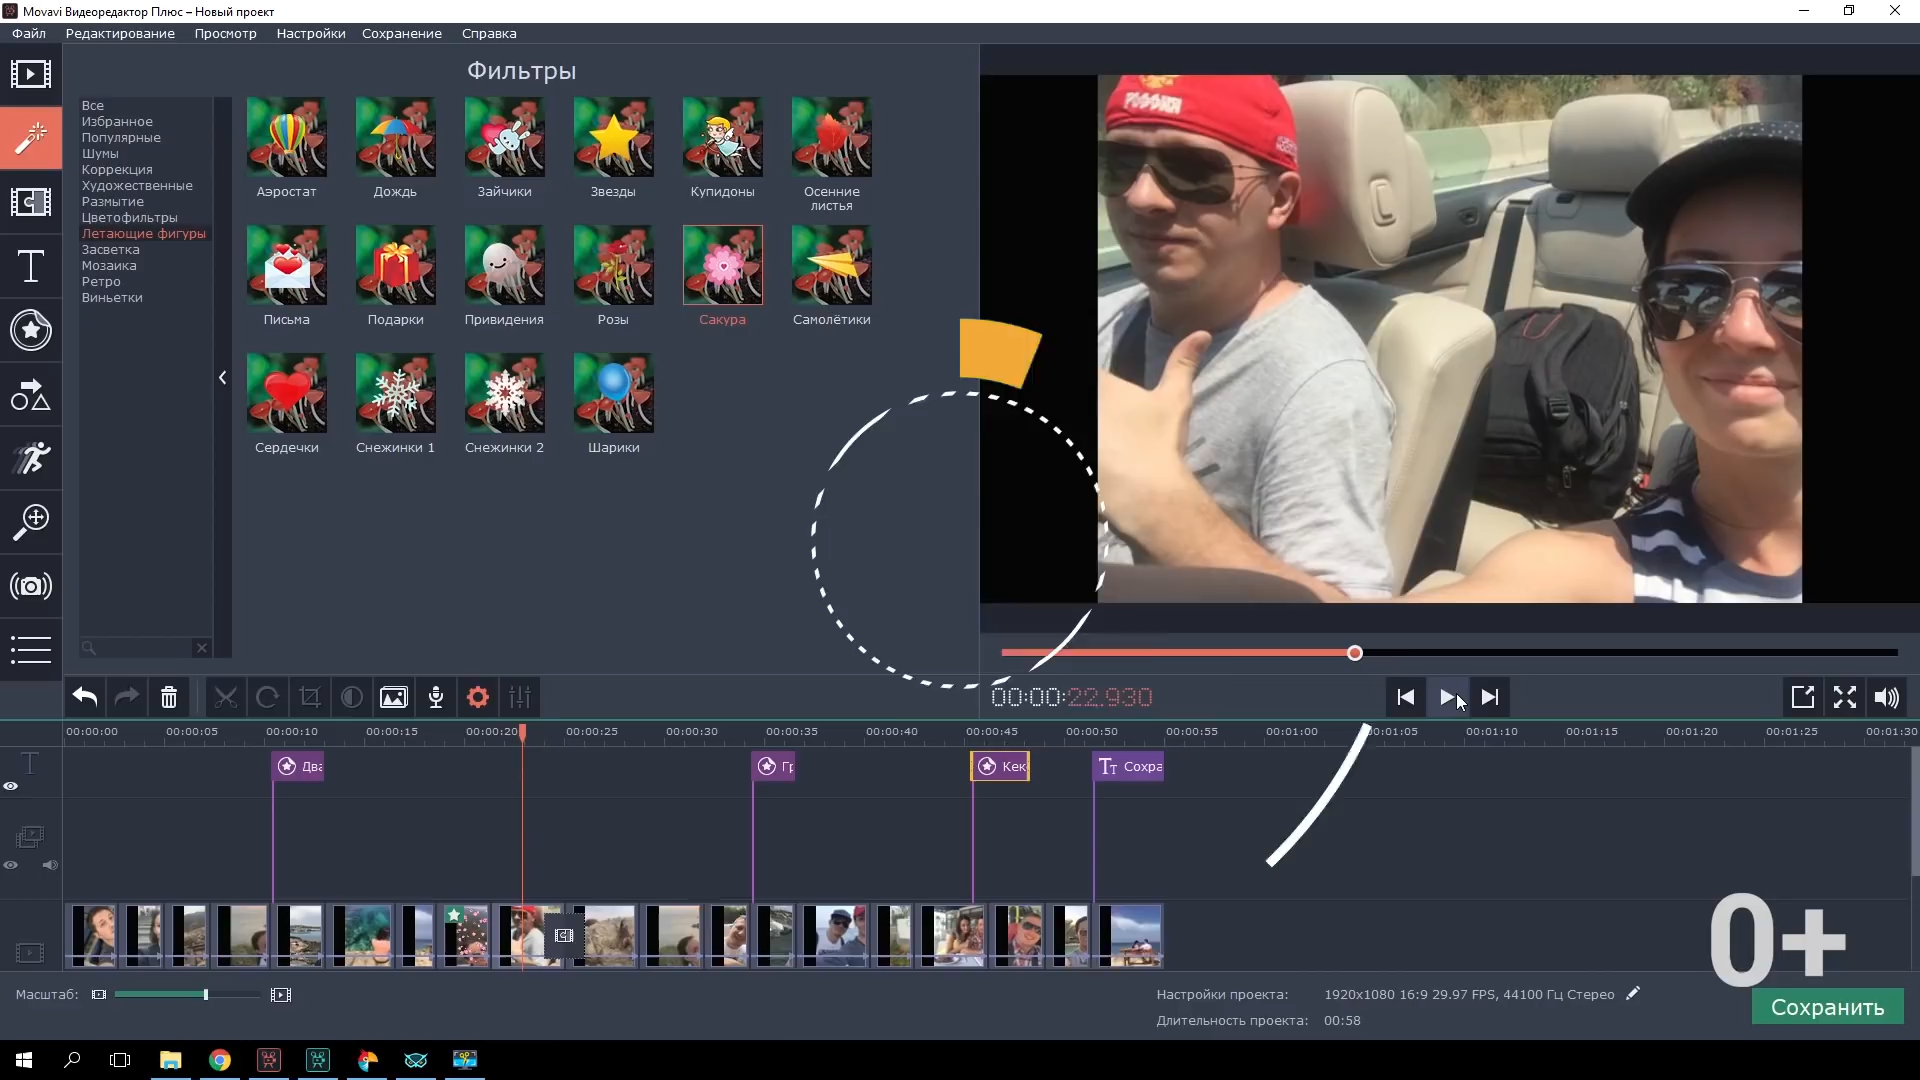 Movavi Видеоредактор Плюс – Новый проект
Файл Редактирование Просмотр Настройки Сохранение Справка
Фильтры
Все
Избранное
Популярные
Шумы
Коррекция
Художественные
Размытие
Цветофильтры
Летающие фигуры
Засветка
Мозаика
Ретро
Виньетки
Аэростат Дождь Зайчики Звезды Купидоны Осенние
листья
Письма Подарки Привидения Розы Сакура Самолётики
Сердечки Снежинки 1 Снежинки 2 Шарики
РОССИЯ
00:00:22.930
00:00:00 00:00:05 00:00:10 00:00:15 00:00:20 00:00:25 00:00:30 00:00:35 00:00:40 00:00:45 00:00:50 00:00:55 00:01:00 00:01:05 00:01:10 00:01:15 00:01:20 00:01:25 00:01:30
Два Гр Кек Сохра
0+
Масштаб:
Настройки проекта: 1920x1080 16:9 29.97 FPS, 44100 Гц Стерео
Длительность проекта: 00:58
Сохранить